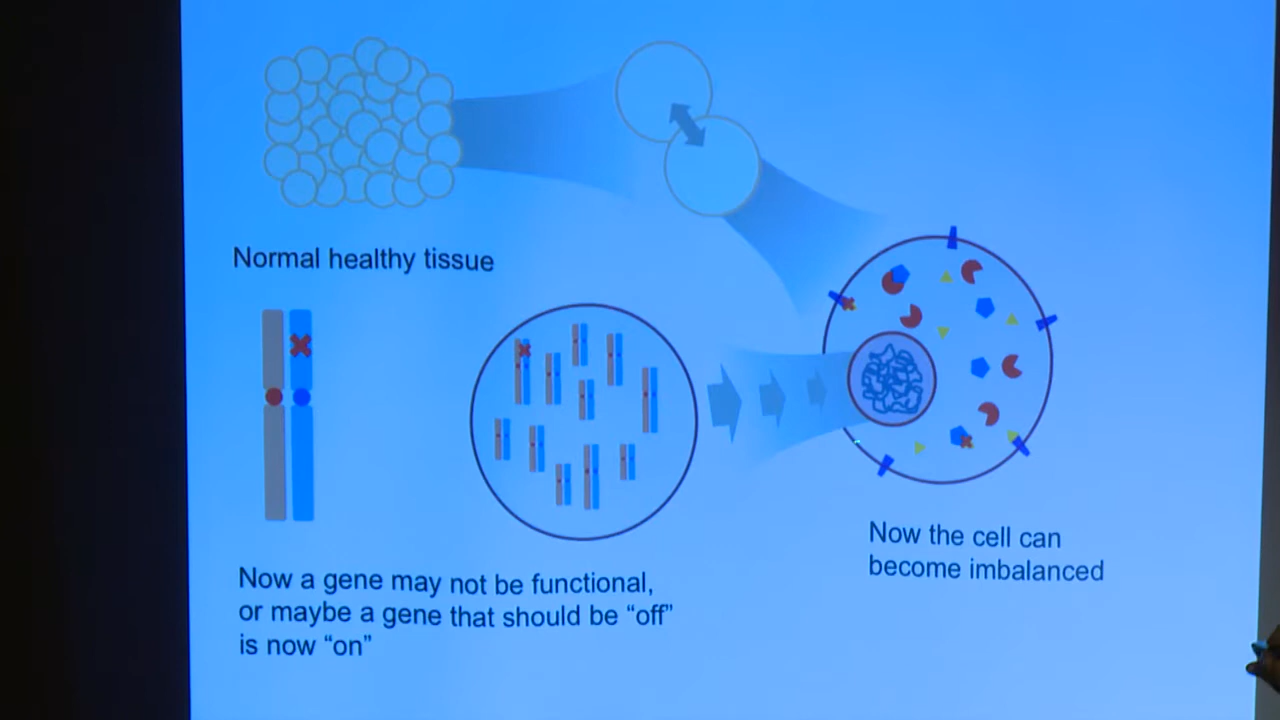 Normal healthy tissue
Now a gene may not be functional,
or maybe a gene that should be “off”
is now “on”
Now the cell can
become imbalanced